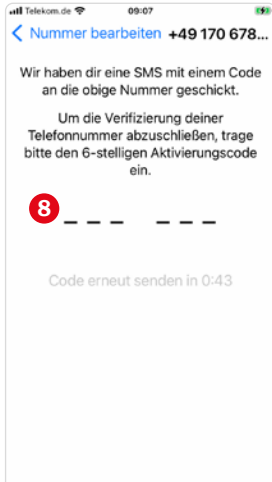 Telekom.de 09:07
Nummer bearbeiten +49 170 678...
Wir haben dir eine SMS mit einem Code
an die obige Nummer geschickt.
Um die Verifizierung deiner
Telefonnummer abzuschließen, trage
bitte den 6-stelligen Aktivierungscode
ein.
8 _ _ _ _ _ _
Code erneut senden in 0:43